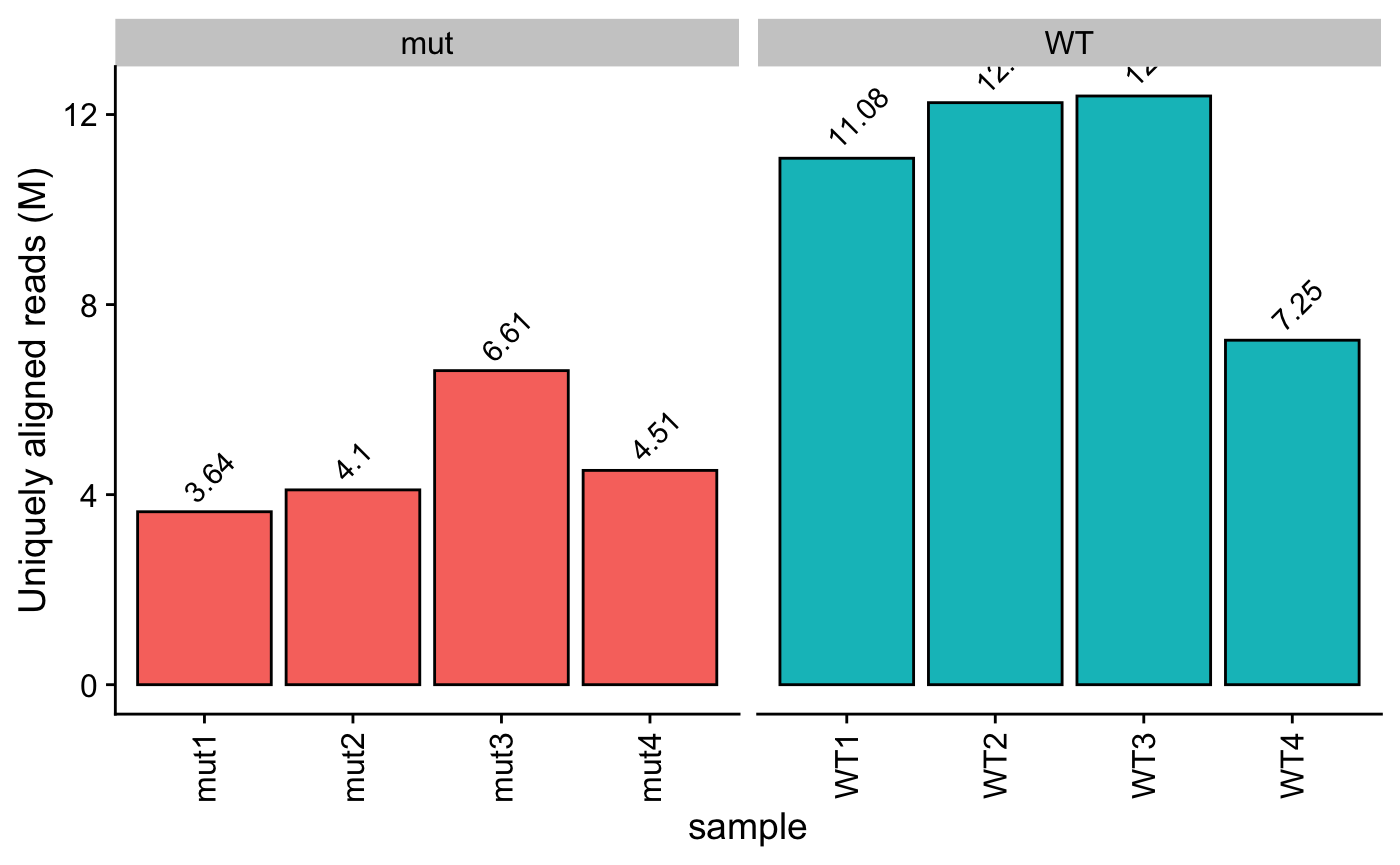 mut
WT
Uniquely aligned reads (M)
12
8
4
0
3.64
4.1
6.61
4.51
11.08
7.25
mut1
mut2
mut3
mut4
WT1
WT2
WT3
WT4
sample